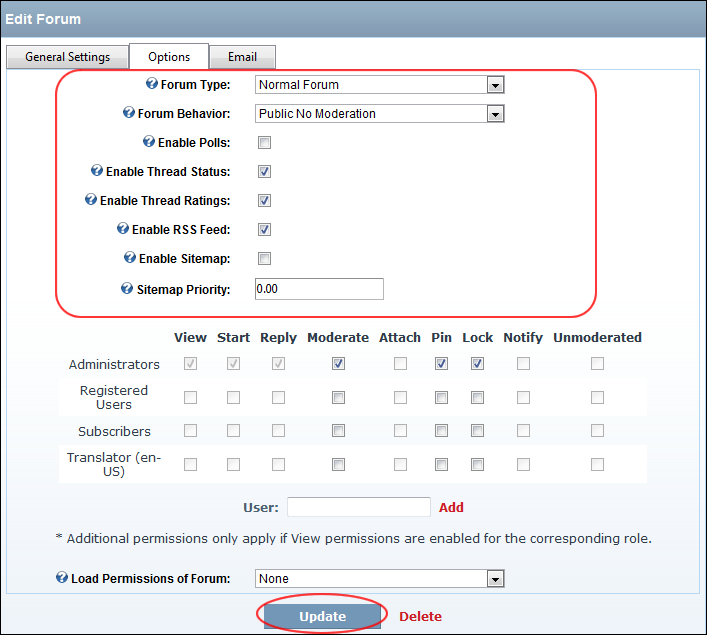 Edit Forum
General Settings Options Email
Forum Type: Normal Forum
Forum Behavior: Public No Moderation
Enable Polls:
Enable Thread Status:
Enable Thread Ratings:
Enable RSS Feed:
Enable Sitemap:
Sitemap Priority: 0.00
View Start Reply Moderate Attach Pin Lock Notify Unmoderated
Administrators
Registered
Users
Subscribers
Translator (en-
US)
User: Add
* Additional permissions only apply if View permissions are enabled for the corresponding role.
Load Permissions of Forum: None
Update Delete